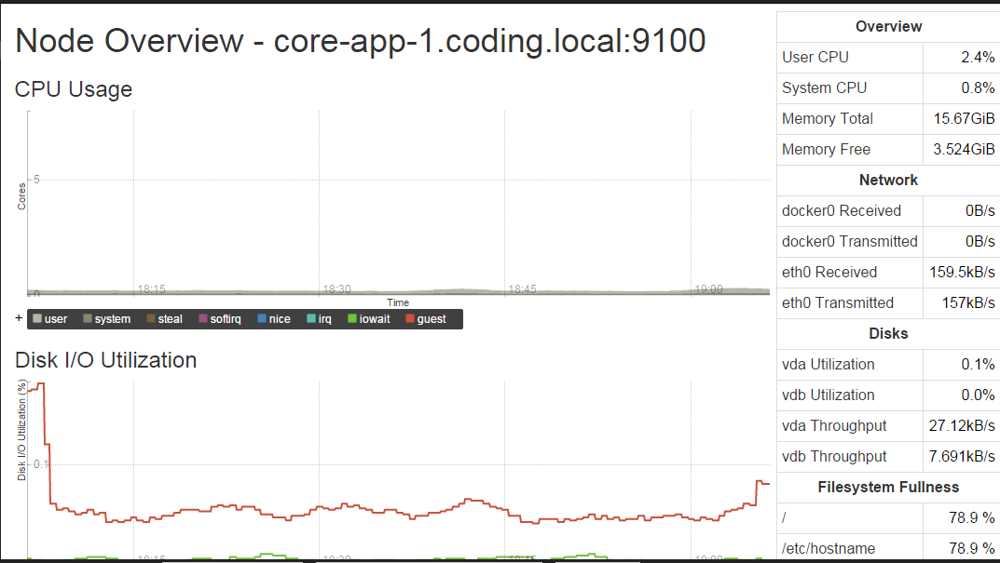 Node Overview - core-app-1.coding.local:9100
CPU Usage
Cores
5
0
18:15
18:30
18:45
19:00
Time
+ user system steal softirq nice irq iowait guest
Disk I/O Utilization
Disk I/O Utilization (%)
0.1
18:15
18:30
18:45
19:00
Overview
User CPU 2.4%
System CPU 0.8%
Memory Total 15.67GiB
Memory Free 3.524GiB
Network
docker0 Received 0B/s
docker0 Transmitted 0B/s
eth0 Received 159.5kB/s
eth0 Transmitted 157kB/s
Disks
vda Utilization 0.1%
vdb Utilization 0.0%
vda Throughput 27.12kB/s
vdb Throughput 7.691kB/s
Filesystem Fullness
/ 78.9 %
/etc/hostname 78.9 %